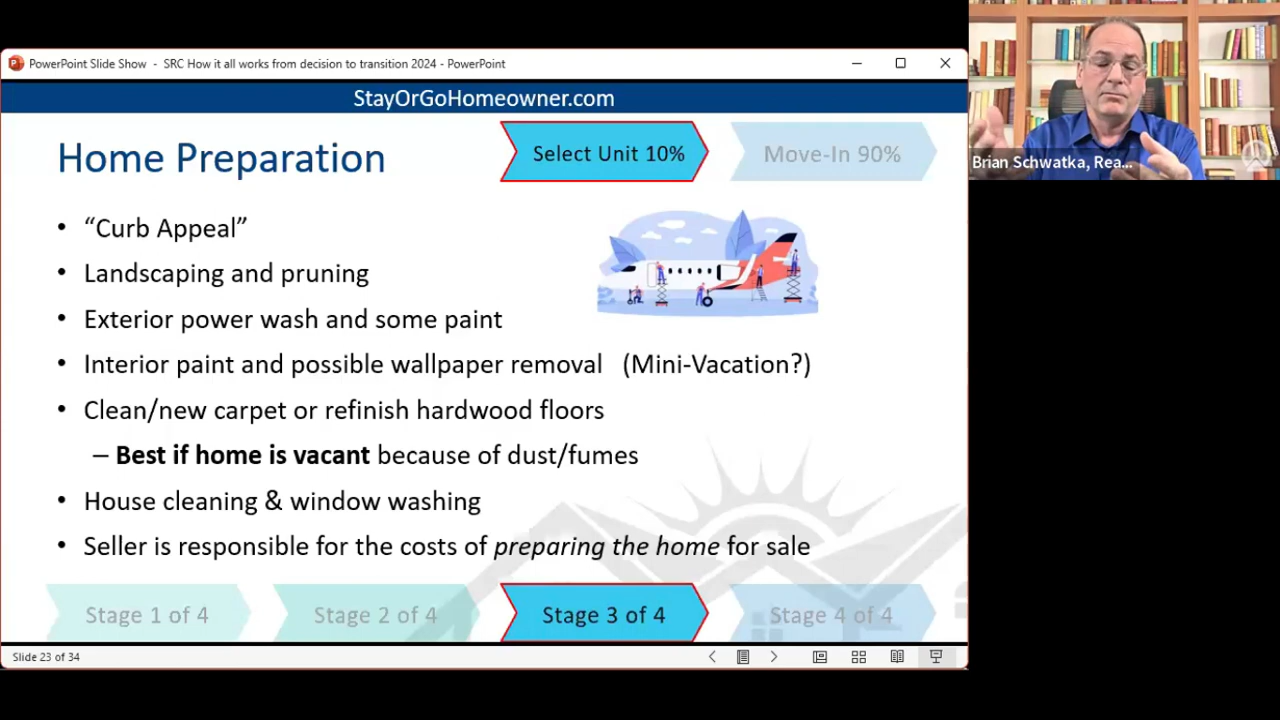 PowerPoint Slide Show - SRC How it all works from decision to transition 2024 - PowerPoint
StayOrGoHomeowner.com
Home Preparation
Select Unit 10%
Move-In 90%
Brian Schwatka, Rea...
• “Curb Appeal”
• Landscaping and pruning
• Exterior power wash and some paint
• Interior paint and possible wallpaper removal (Mini-Vacation?)
• Clean/new carpet or refinish hardwood floors
– Best if home is vacant because of dust/fumes
• House cleaning & window washing
• Seller is responsible for the costs of preparing the home for sale
Stage 1 of 4
Stage 2 of 4
Stage 3 of 4
Stage 4 of 4
Slide 23 of 34